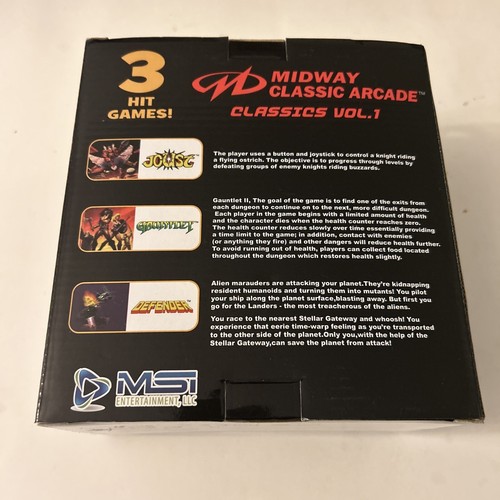 3
HIT
GAMES!
MIDWAY
CLASSIC ARCADE™
CLASSICS VOL.1
JOUST
The player uses a button and joystick to control a knight riding
a flying ostrich. The objective is to progress through levels by
defeating groups of enemy knights riding buzzards.
GAUNTLET
Gauntlet II, The goal of the game is to find one of the exits from
each dungeon to continue on to the next, more difficult dungeon.
Each player in the game begins with a limited amount of health
and the character dies when the health counter reaches zero.
The health counter reduces slowly over time essentially providing
a time limit to the game; in addition, contact with enemies
(or anything they fire) and other dangers will reduce health further.
To avoid running out of health, players can collect food located
throughout the dungeon which restores health slightly.
DEFENDER
Alien marauders are attacking your planet.They're kidnapping
resident humanoids and turning them into mutants! You pilot
your ship along the planet surface,blasting away. But first you
go for the Landers - the most treacherous of the aliens.
You race to the nearest Stellar Gateway and whoosh! You
experience that eerie time-warp feeling as you're transported
to the other side of the planet.Only you,with the help of the
Stellar Gateway,can save the planet from attack!
MSI
ENTERTAINMENT, LLC